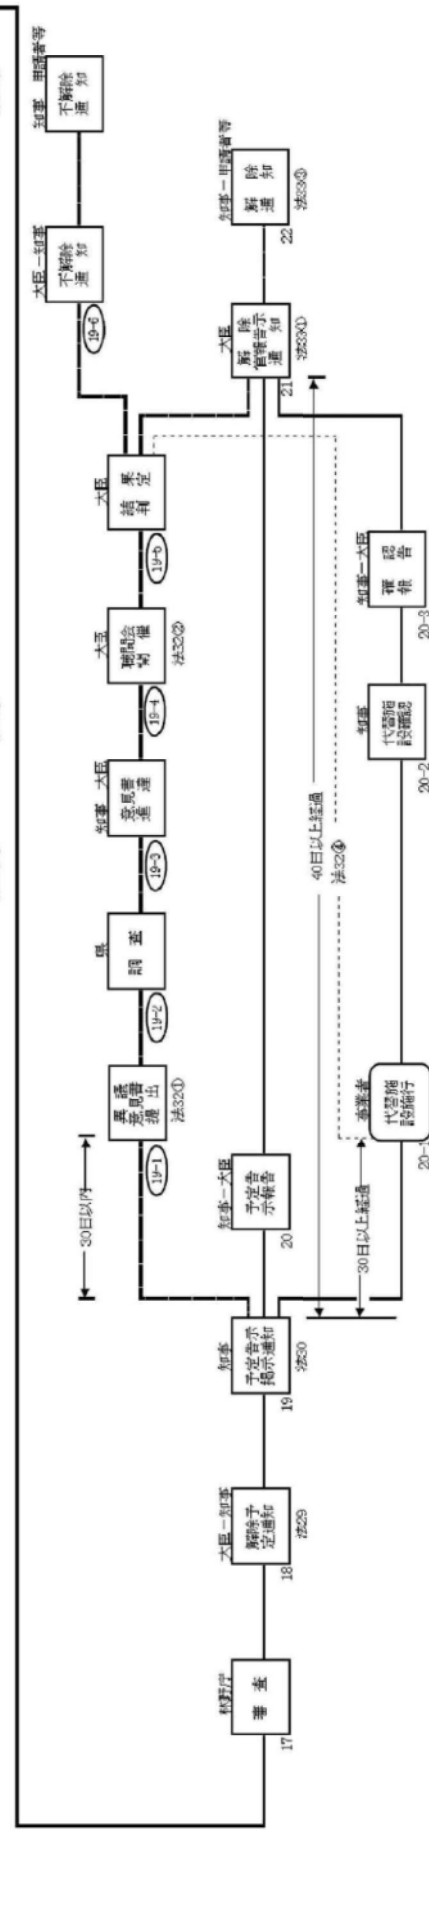 林野庁
審査
17
大臣－知事
解除予
定通知
18
法29
知事
予定告示
掲示通知
19
法30
30日以内
19-1
異議
意見書
提出
法32①
19-2
県
調査
19-3
知事 大臣
意見書
進達
19-4
大臣
聴聞会
開催
法32②
19-5
大臣
結果
判定
19-6
大臣－知事
不解除
通知
知事 申請者等
不解除
通知
知事－大臣
予定告
示報告
20
大臣
解除
官報告示
通知
21
法33①
知事－申請者等
解除
通知
22
法33③
40日以上経過
法32④
30日以上経過
事業者
代替施
設施行
20-1
知事
代替施
設確認
20-2
知事－大臣
確認
報告
20-3